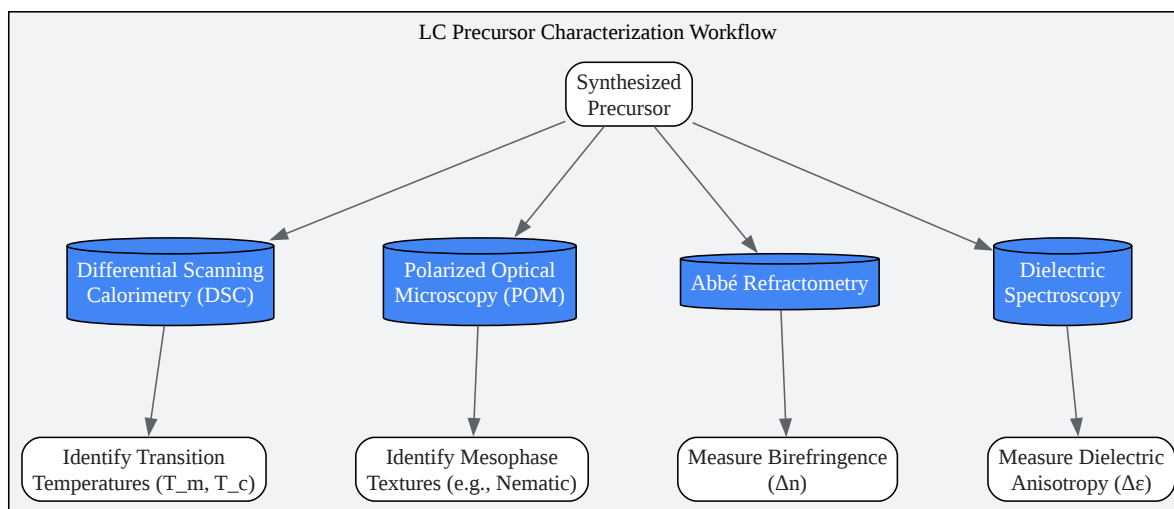 LC Precursor Characterization Workflow
Synthesized
Precursor
Differential Scanning
Calorimetry (DSC)
Polarized Optical
Microscopy (POM)
Abbé Refractometry
Dielectric
Spectroscopy
Identify Transition
Temperatures (T_m, T_c)
Identify Mesophase
Textures (e.g., Nematic)
Measure Birefringence
(Δn)
Measure Dielectric
Anisotropy (Δε)